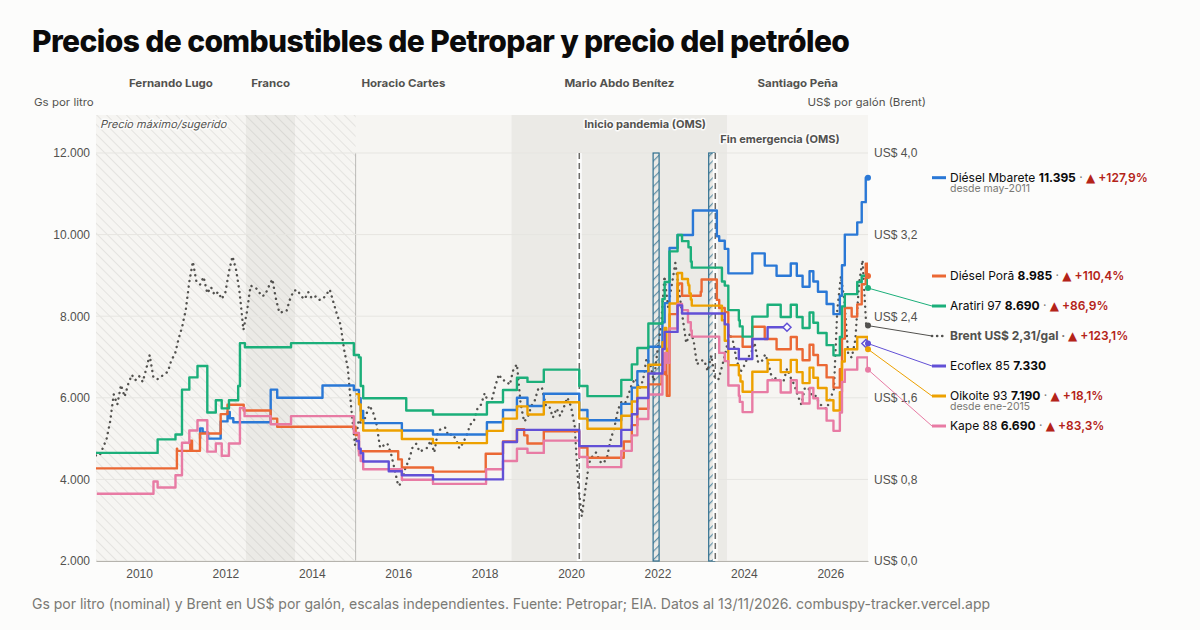 Precios de combustibles de Petropar y precio del petróleo
Fernando Lugo Franco Horacio Cartes Mario Abdo Benítez Santiago Peña
Gs por litro US$ por galón (Brent)
Precio máximo/sugerido Inicio pandemia (OMS)
Fin emergencia (OMS)
12.000 US$ 4,0
Diésel Mbarete 11.395 · ▲ +127,9%
desde may-2011
10.000 US$ 3,2
Diésel Porã 8.985 · ▲ +110,4%
Aratirĩ 97 8.690 · ▲ +86,9%
8.000 US$ 2,4
Brent US$ 2,31/gal · ▲ +123,1%
Ecoflex 85 7.330
6.000 US$ 1,6
Oikoite 93 7.190 · ▲ +18,1%
desde ene-2015
Kape 88 6.690 · ▲ +83,3%
4.000 US$ 0,8
2.000 US$ 0,0
2010 2012 2014 2016 2018 2020 2022 2024 2026
Gs por litro (nominal) y Brent en US$ por galón, escalas independientes. Fuente: Petropar; EIA. Datos al 13/11/2026. combuspy-tracker.vercel.app